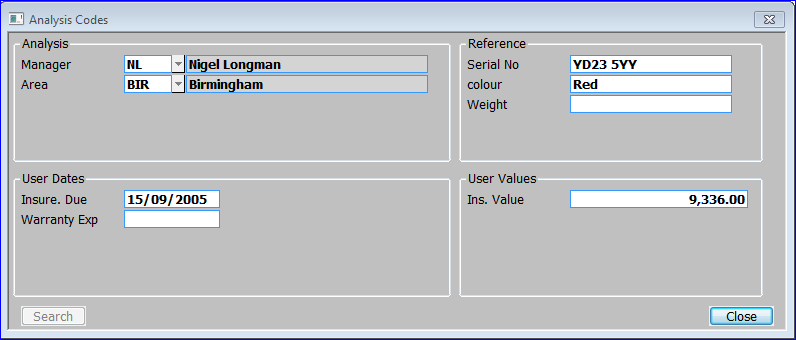 Analysis Codes
Analysis
Manager NL Nigel Longman
Area BIR Birmingham
Reference
Serial No YD23 5YY
colour Red
Weight
User Dates
Insure. Due 15/09/2005
Warranty Exp
User Values
Ins. Value 9,336.00
Search Close